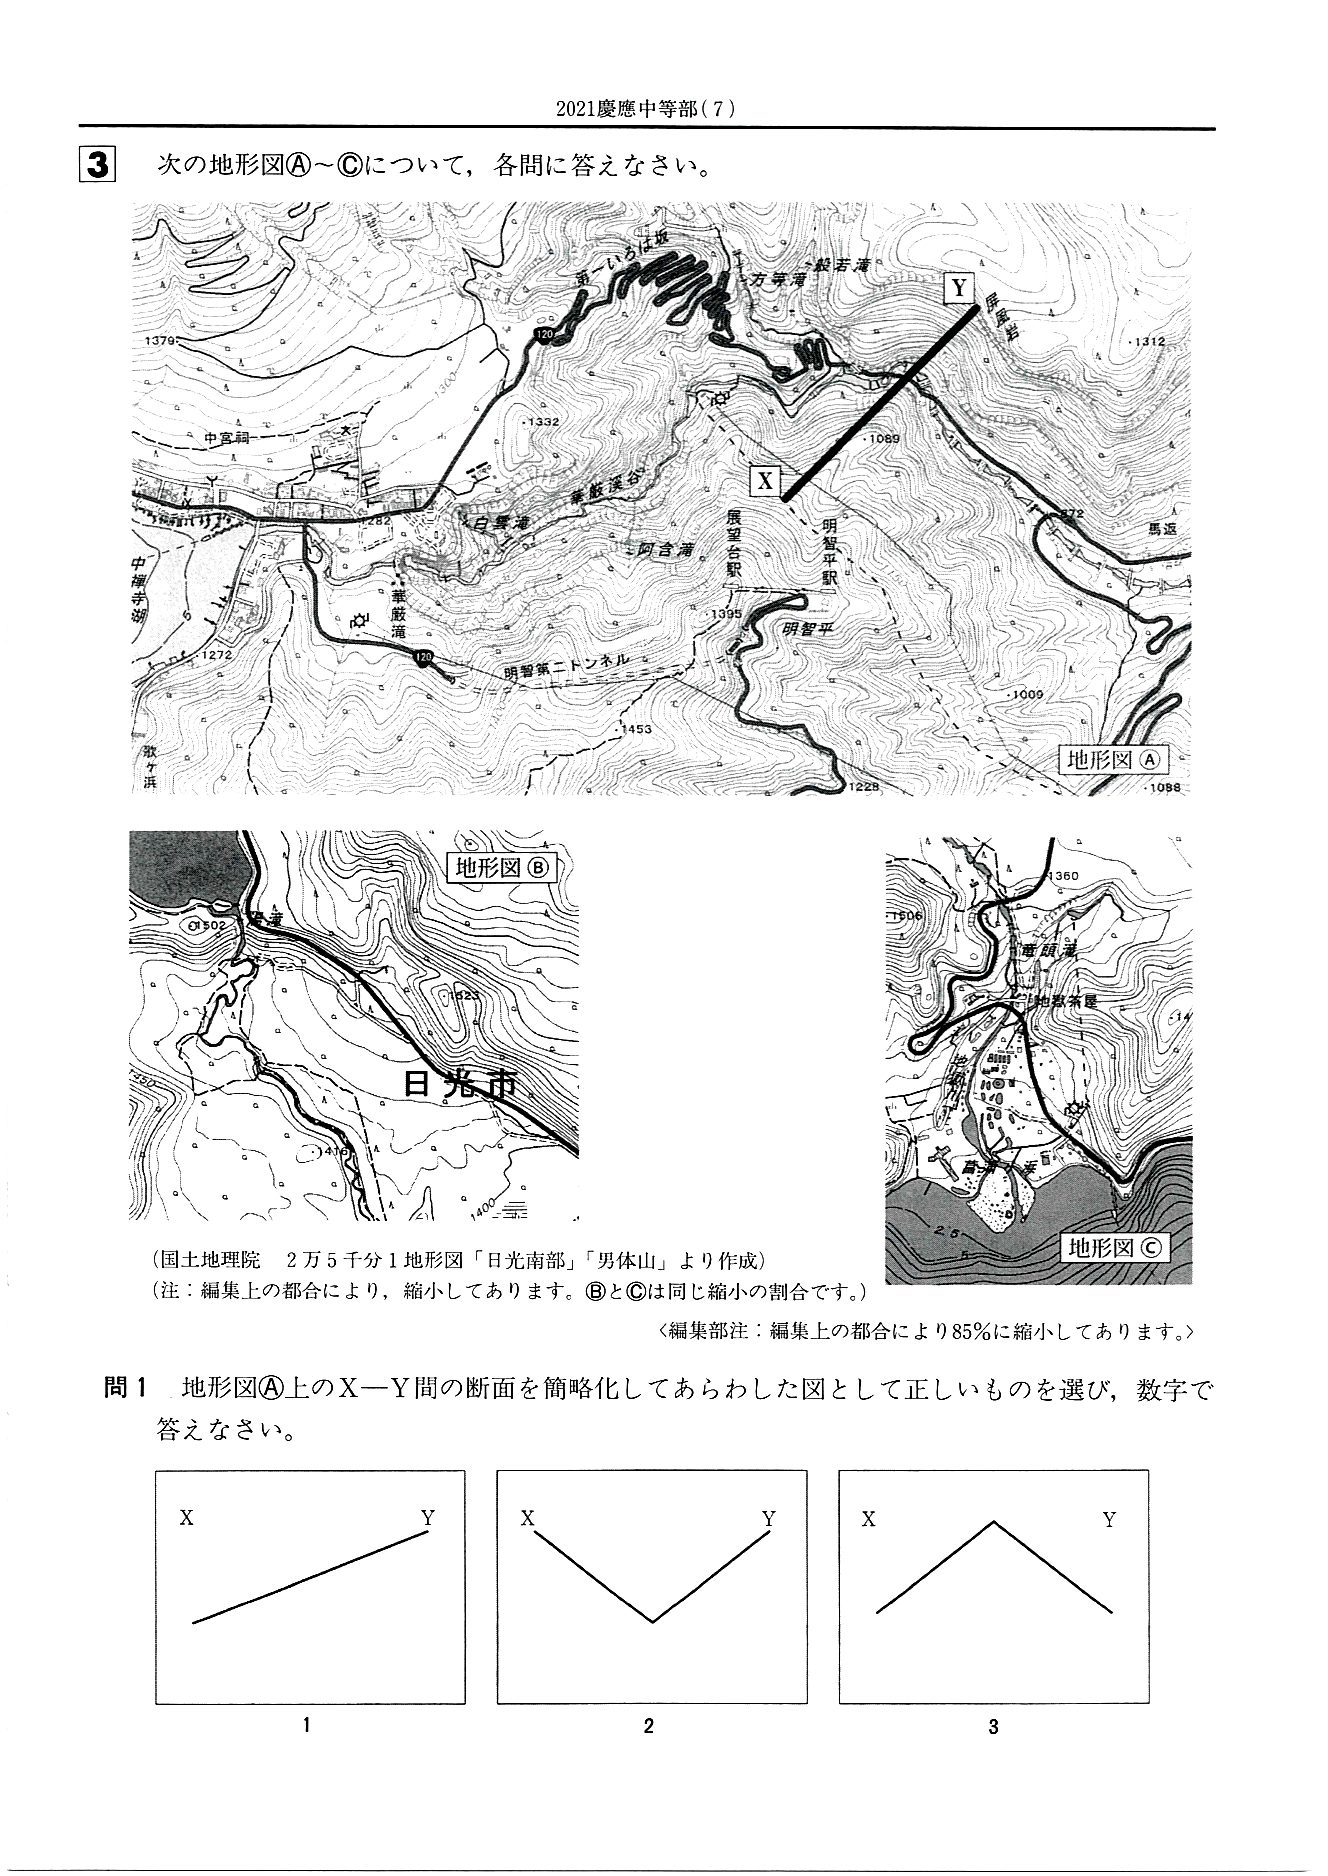 2021慶應中等部(7)
3 次の地形図Ⓐ～Ⓒについて，各問に答えなさい。
第一いろは坂
方等滝
般若滝
Y
屏風岩
1379
120
1312
1300
中宮祠
1332
1089
X
華厳渓谷
白雲滝
1282
872
馬返
展望台駅
明智平駅
阿含滝
中禅寺湖
5
華厳滝
1395
明智平
1272
120
明智第二トンネル
1009
1453
歌ヶ浜
地形図Ⓐ
1228
1088
地形図Ⓑ
湯滝
1502
1523
日光市
1450
1416
1400
1360
1506
竜頭滝
地獄茶屋
菖蒲ヶ浜
2.5
5
地形図Ⓒ
(国土地理院　2万5千分1地形図「日光南部」「男体山」より作成)
(注：編集上の都合により，縮小してあります。ⒷとⒸは同じ縮小の割合です。)
〈編集部注：編集上の都合により85％に縮小してあります。〉
問1 地形図Ⓐ上のX―Y間の断面を簡略化してあらわした図として正しいものを選び，数字で
答えなさい。
X Y X Y X Y
1 2 3